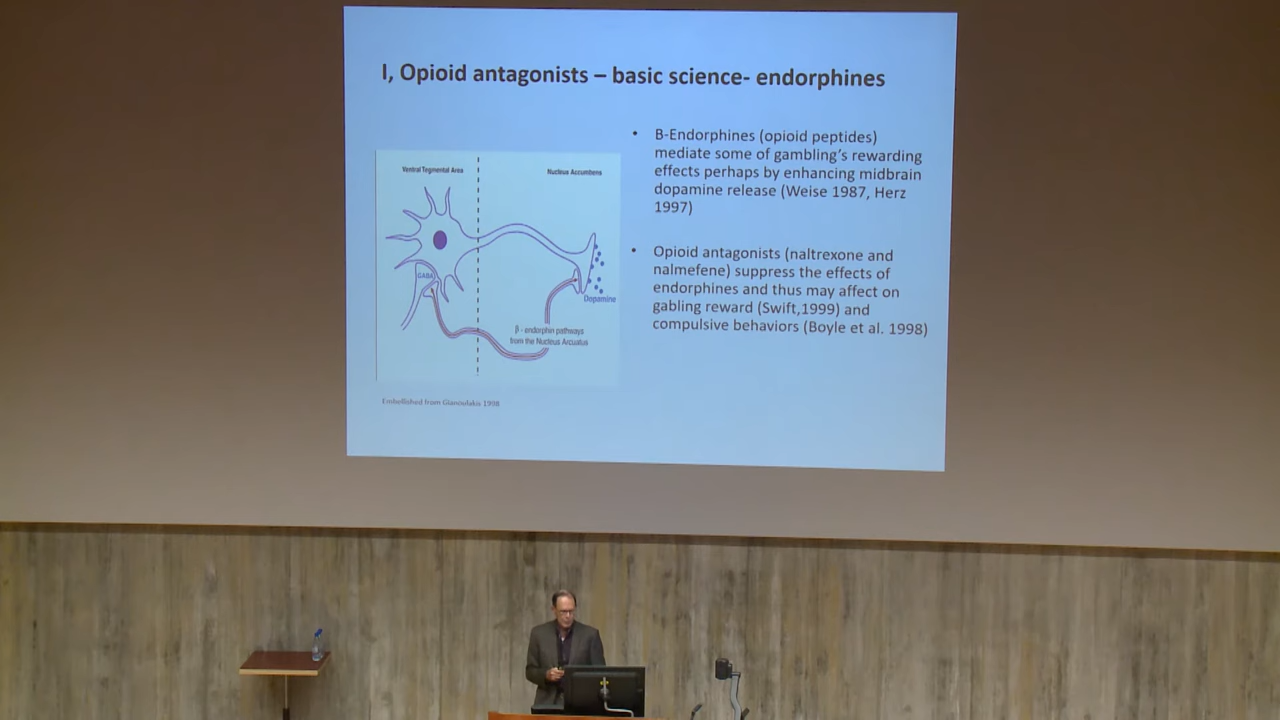 I, Opioid antagonists – basic science- endorphines
Ventral Tegmental Area
Nucleus Accumbens
GABA
Dopamine
β - endorphin pathways
from the Nucleus Arcuatus
Embellished from Gianoulakis 1998
• B-Endorphines (opioid peptides)
mediate some of gambling's rewarding
effects perhaps by enhancing midbrain
dopamine release (Weise 1987, Herz
1997)
• Opioid antagonists (naltrexone and
nalmefene) suppress the effects of
endorphines and thus may affect on
gabling reward (Swift,1999) and
compulsive behaviors (Boyle et al. 1998)